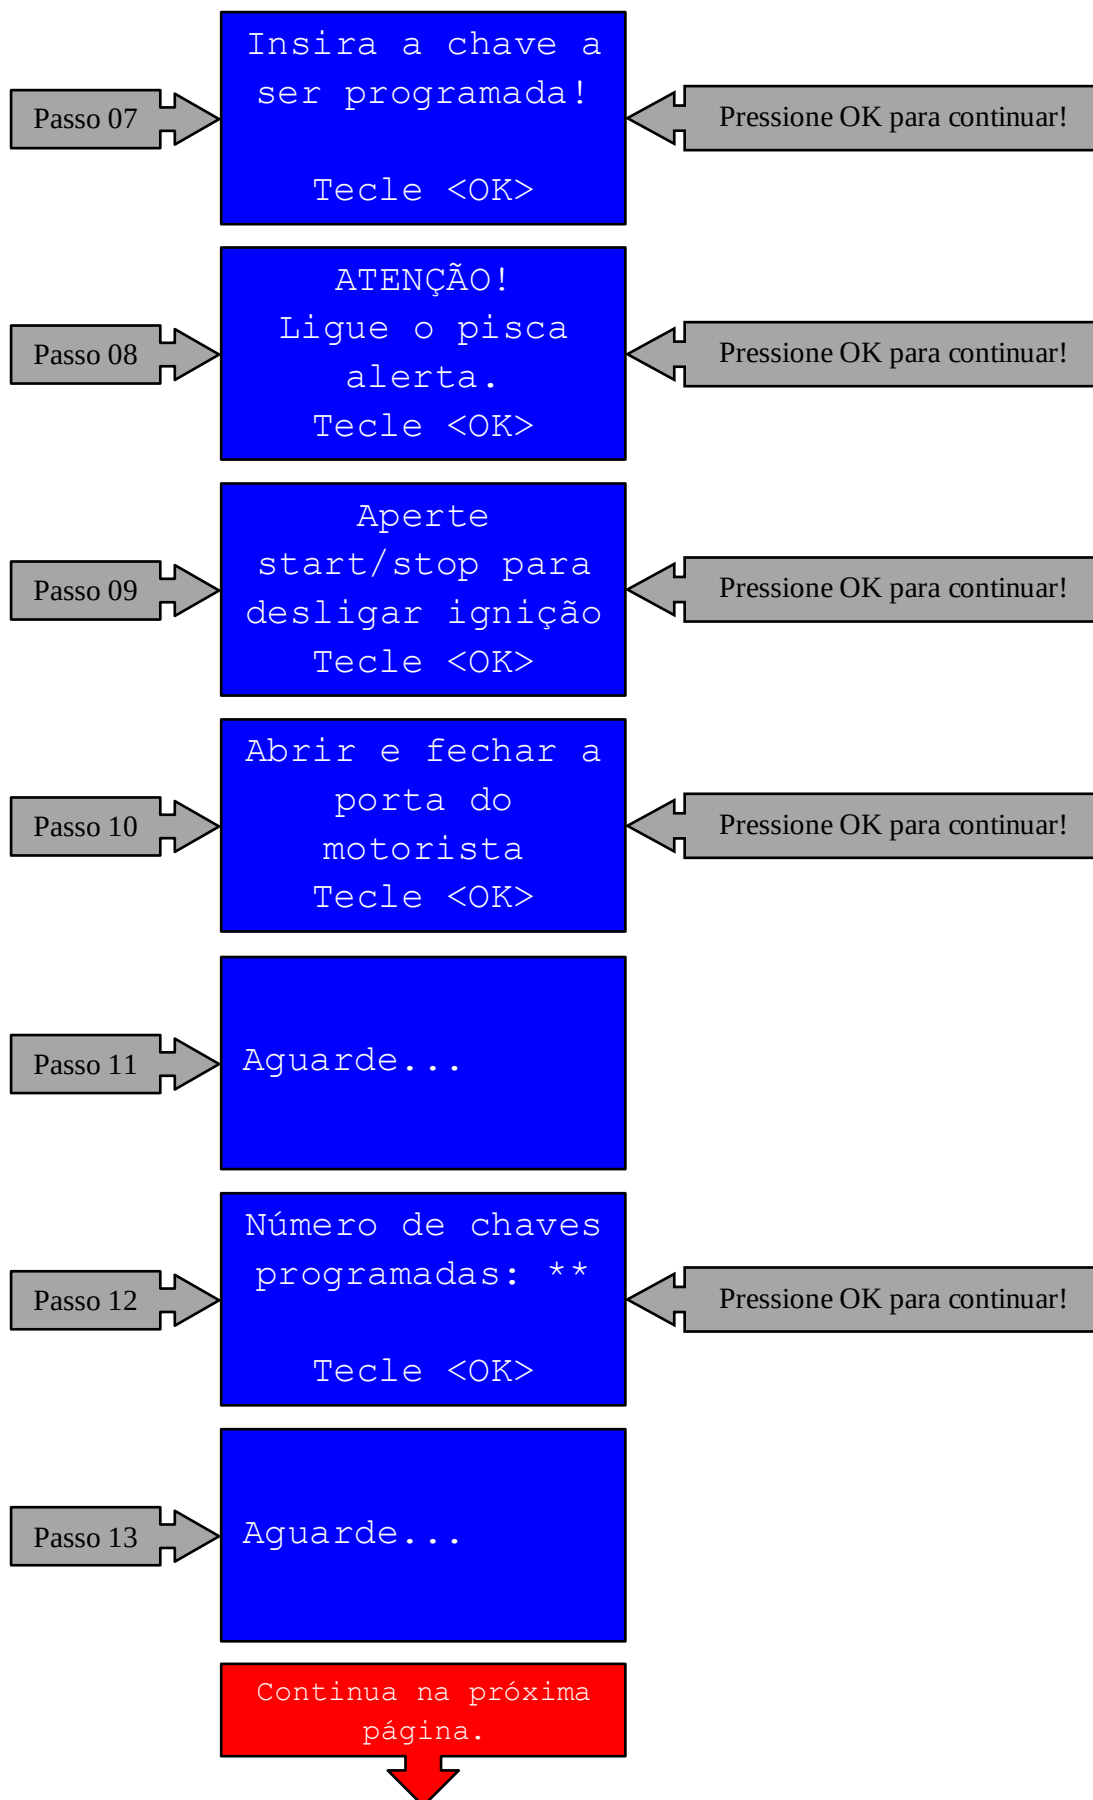 Passo 07
Insira a chave a
ser programada!
Tecle <OK>
Pressione OK para continuar!
Passo 08
ATENÇÃO!
Ligue o pisca
alerta.
Tecle <OK>
Pressione OK para continuar!
Passo 09
Aperte
start/stop para
desligar ignição
Tecle <OK>
Pressione OK para continuar!
Passo 10
Abrir e fechar a
porta do
motorista
Tecle <OK>
Pressione OK para continuar!
Passo 11
Aguarde...
Passo 12
Número de chaves
programadas: **
Tecle <OK>
Pressione OK para continuar!
Passo 13
Aguarde...
Continua na próxima
página.